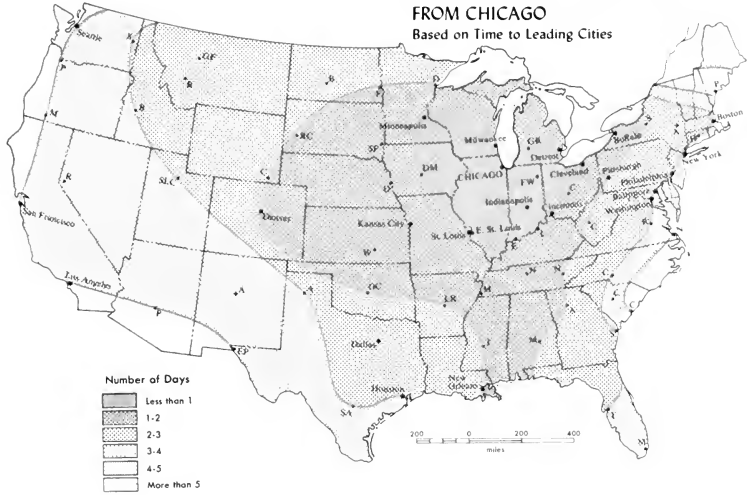 FROM CHICAGO
Based on Time to Leading Cities
Seattle
GF
B
F
D
P
H
B
M
RC
Minneapolis
Milwaukee
GR
Detroit
Buffalo
Boston
New York
SF
DM
CHICAGO
FW
Cleveland
Pittsburgh
Philadelphia
Baltimore
Washington
C
R
SLC
C
O
Indianapolis
Cincinnati
San Francisco
Denver
Kansas City
St. Louis
E. St. Louis
E
L
C
R
W
Los Angeles
P
A
A
OC
LR
M
N
C
EP
Dallas
J
M
A
S
Houston
New
Orleans
SA
M
Number of Days
Less than 1
1-2
2-3
3-4
4-5
More than 5
200
0
200
400
miles